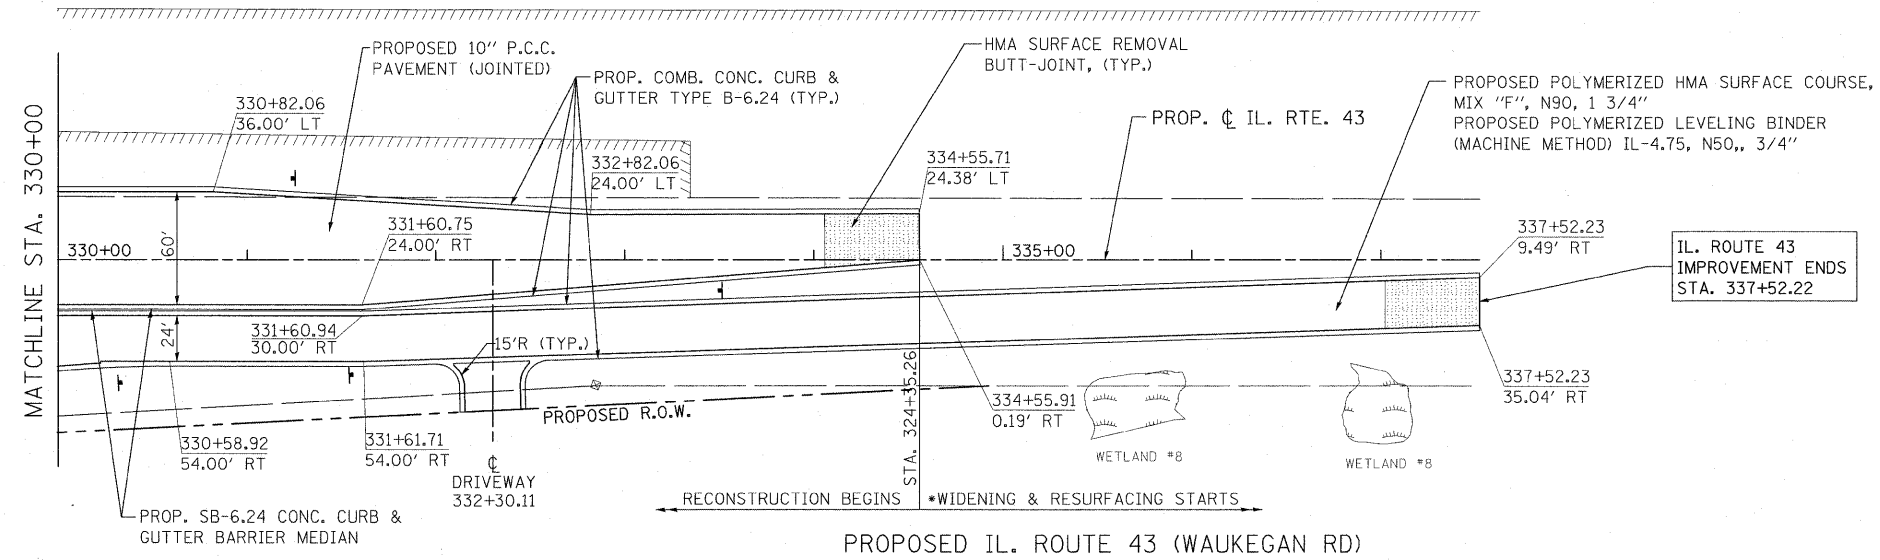 PROPOSED 10" P.C.C.
PAVEMENT (JOINTED)
PROP. COMB. CONC. CURB &
GUTTER TYPE B-6.24 (TYP.)
HMA SURFACE REMOVAL
BUTT-JOINT, (TYP.)
PROPOSED POLYMERIZED HMA SURFACE COURSE,
MIX "F", N90, 1 3/4"
PROPOSED POLYMERIZED LEVELING BINDER
(MACHINE METHOD) IL-4.75, N50,, 3/4"
PROP. ℄ IL. RTE. 43
MATCHLINE STA. 330+00
330+82.06
36.00' LT
332+82.06
24.00' LT
334+55.71
24.38' LT
331+60.75
24.00' RT
330+00
60'
335+00
337+52.23
9.49' RT
IL. ROUTE 43
IMPROVEMENT ENDS
STA. 337+52.22
24'
331+60.94
30.00' RT
15'R (TYP.)
STA. 324+35.26
337+52.23
35.04' RT
334+55.91
0.19' RT
PROPOSED R.O.W.
330+58.92
54.00' RT
331+61.71
54.00' RT
℄
DRIVEWAY
332+30.11
WETLAND #8
WETLAND #8
RECONSTRUCTION BEGINS
*WIDENING & RESURFACING STARTS
PROP. SB-6.24 CONC. CURB &
GUTTER BARRIER MEDIAN
PROPOSED IL. ROUTE 43 (WAUKEGAN RD)